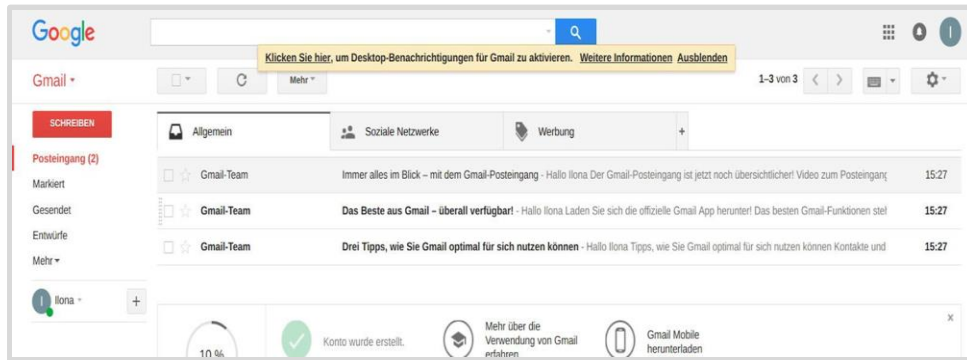 Google
Klicken Sie hier, um Desktop-Benachrichtigungen für Gmail zu aktivieren. Weitere Informationen Ausblenden
Gmail
Mehr
1–3 von 3
SCHREIBEN
Allgemein
Soziale Netzwerke
Werbung
+
Posteingang (2)
Markiert
Gesendet
Entwürfe
Mehr
I Ilona
+
Gmail-Team Immer alles im Blick – mit dem Gmail-Posteingang - Hallo Ilona Der Gmail-Posteingang ist jetzt noch übersichtlicher! Video zum Posteingang 15:27
Gmail-Team Das Beste aus Gmail – überall verfügbar! - Hallo Ilona Laden Sie sich die offizielle Gmail App herunter! Das besten Gmail-Funktionen 15:27
Gmail-Team Drei Tipps, wie Sie Gmail optimal für sich nutzen können - Hallo Ilona Tipps, wie Sie Gmail optimal für sich nutzen können Kontakte und 15:27
10 %
Konto wurde erstellt.
Mehr über die
Verwendung von Gmail
erfahren
Gmail Mobile
herunterladen
x
0
I